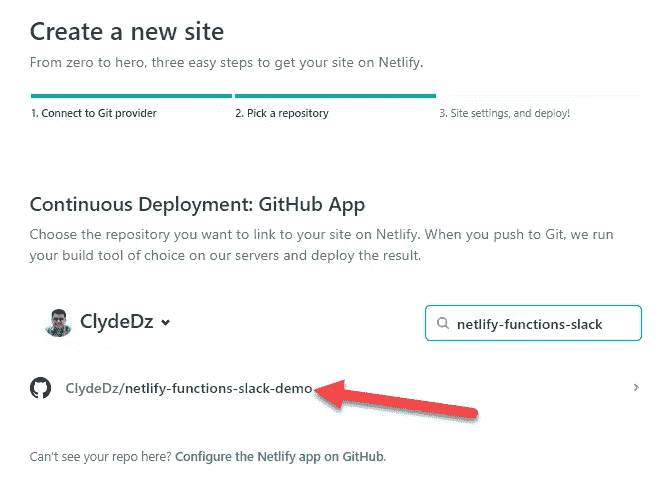 Create a new site
From zero to hero, three easy steps to get your site on Netlify.
1. Connect to Git provider
2. Pick a repository
3. Site settings, and deploy!
Continuous Deployment: GitHub App
Choose the repository you want to link to your site on Netlify. When you push to Git, we run
your build tool of choice on our servers and deploy the result.
ClydeDz
netlify-functions-slack
ClydeDz/netlify-functions-slack-demo
Can't see your repo here? Configure the Netlify app on GitHub.